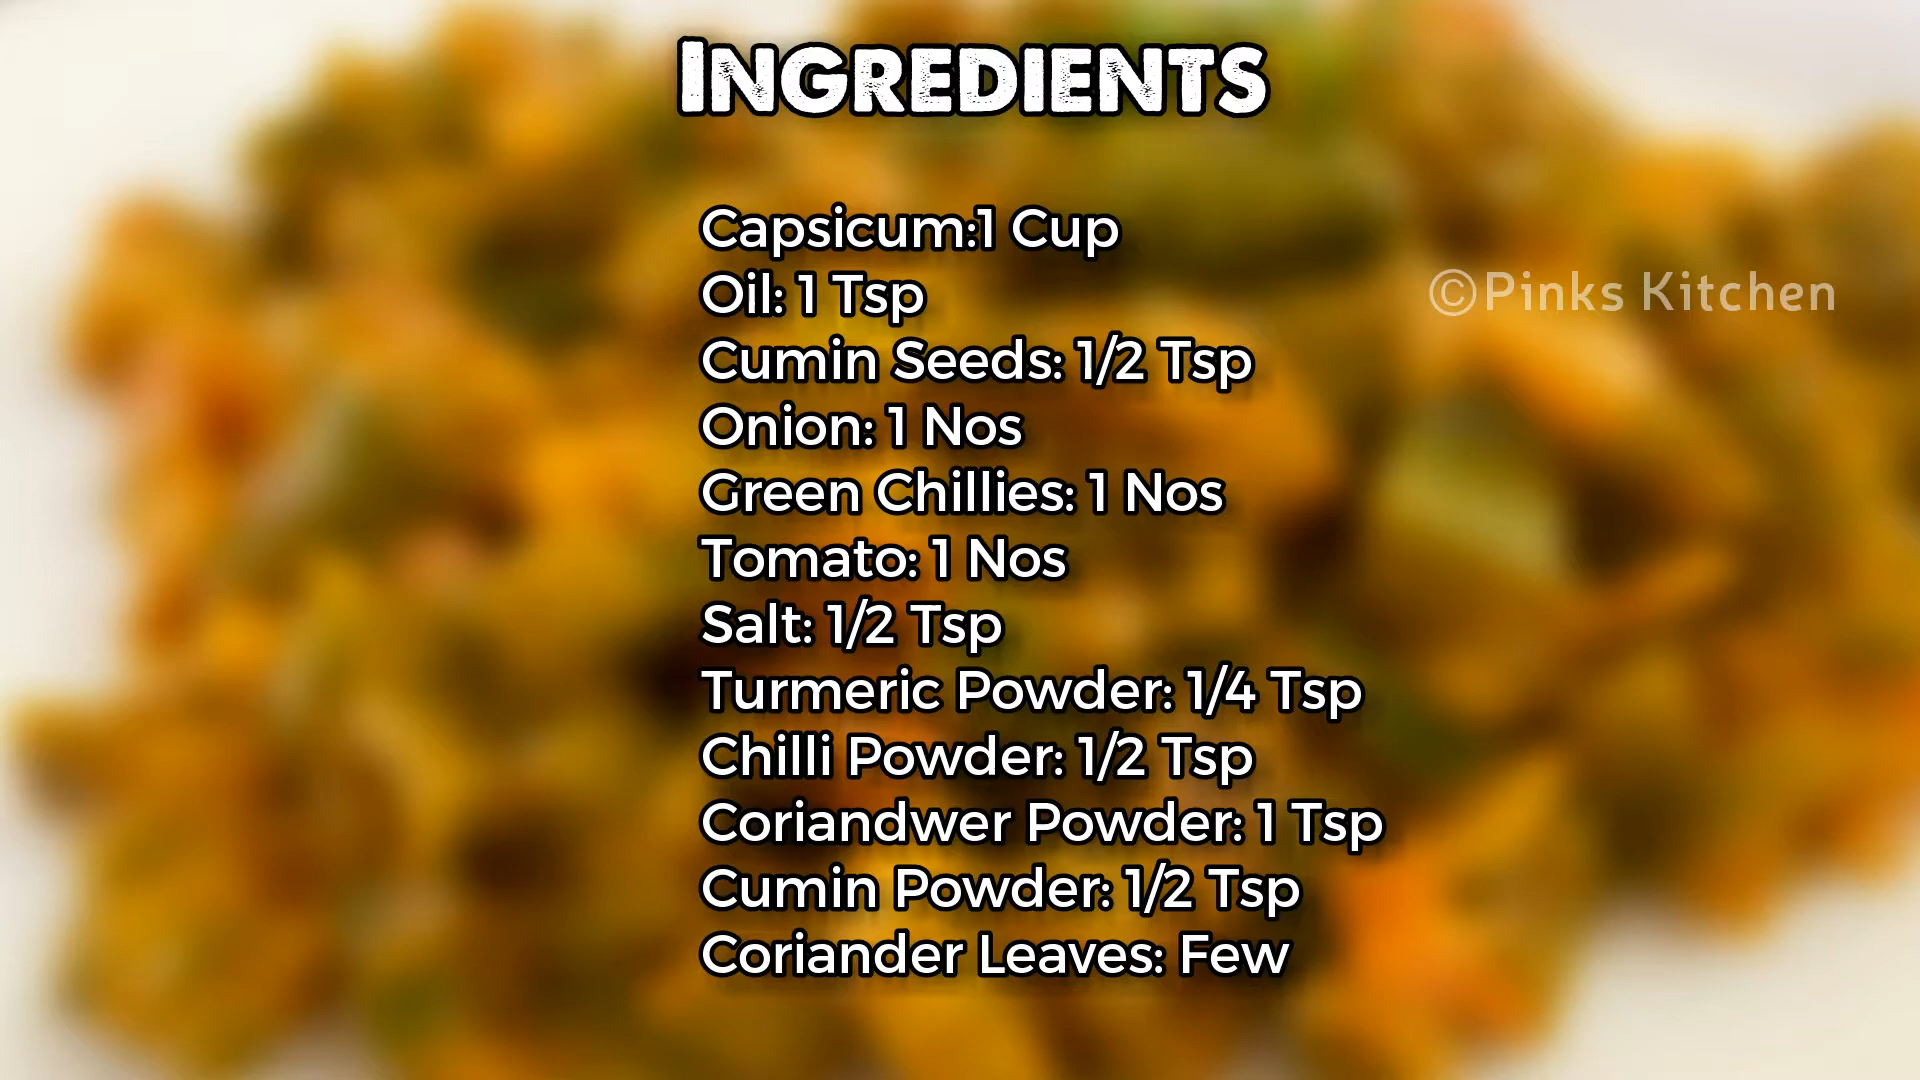 Ingredients
Capsicum:1 Cup
Oil: 1 Tsp
©Pinks Kitchen
Cumin Seeds: 1/2 Tsp
Onion: 1 Nos
Green Chillies: 1 Nos
Tomato: 1 Nos
Salt: 1/2 Tsp
Turmeric Powder: 1/4 Tsp
Chilli Powder: 1/2 Tsp
Coriandwer Powder: 1 Tsp
Cumin Powder: 1/2 Tsp
Coriander Leaves: Few